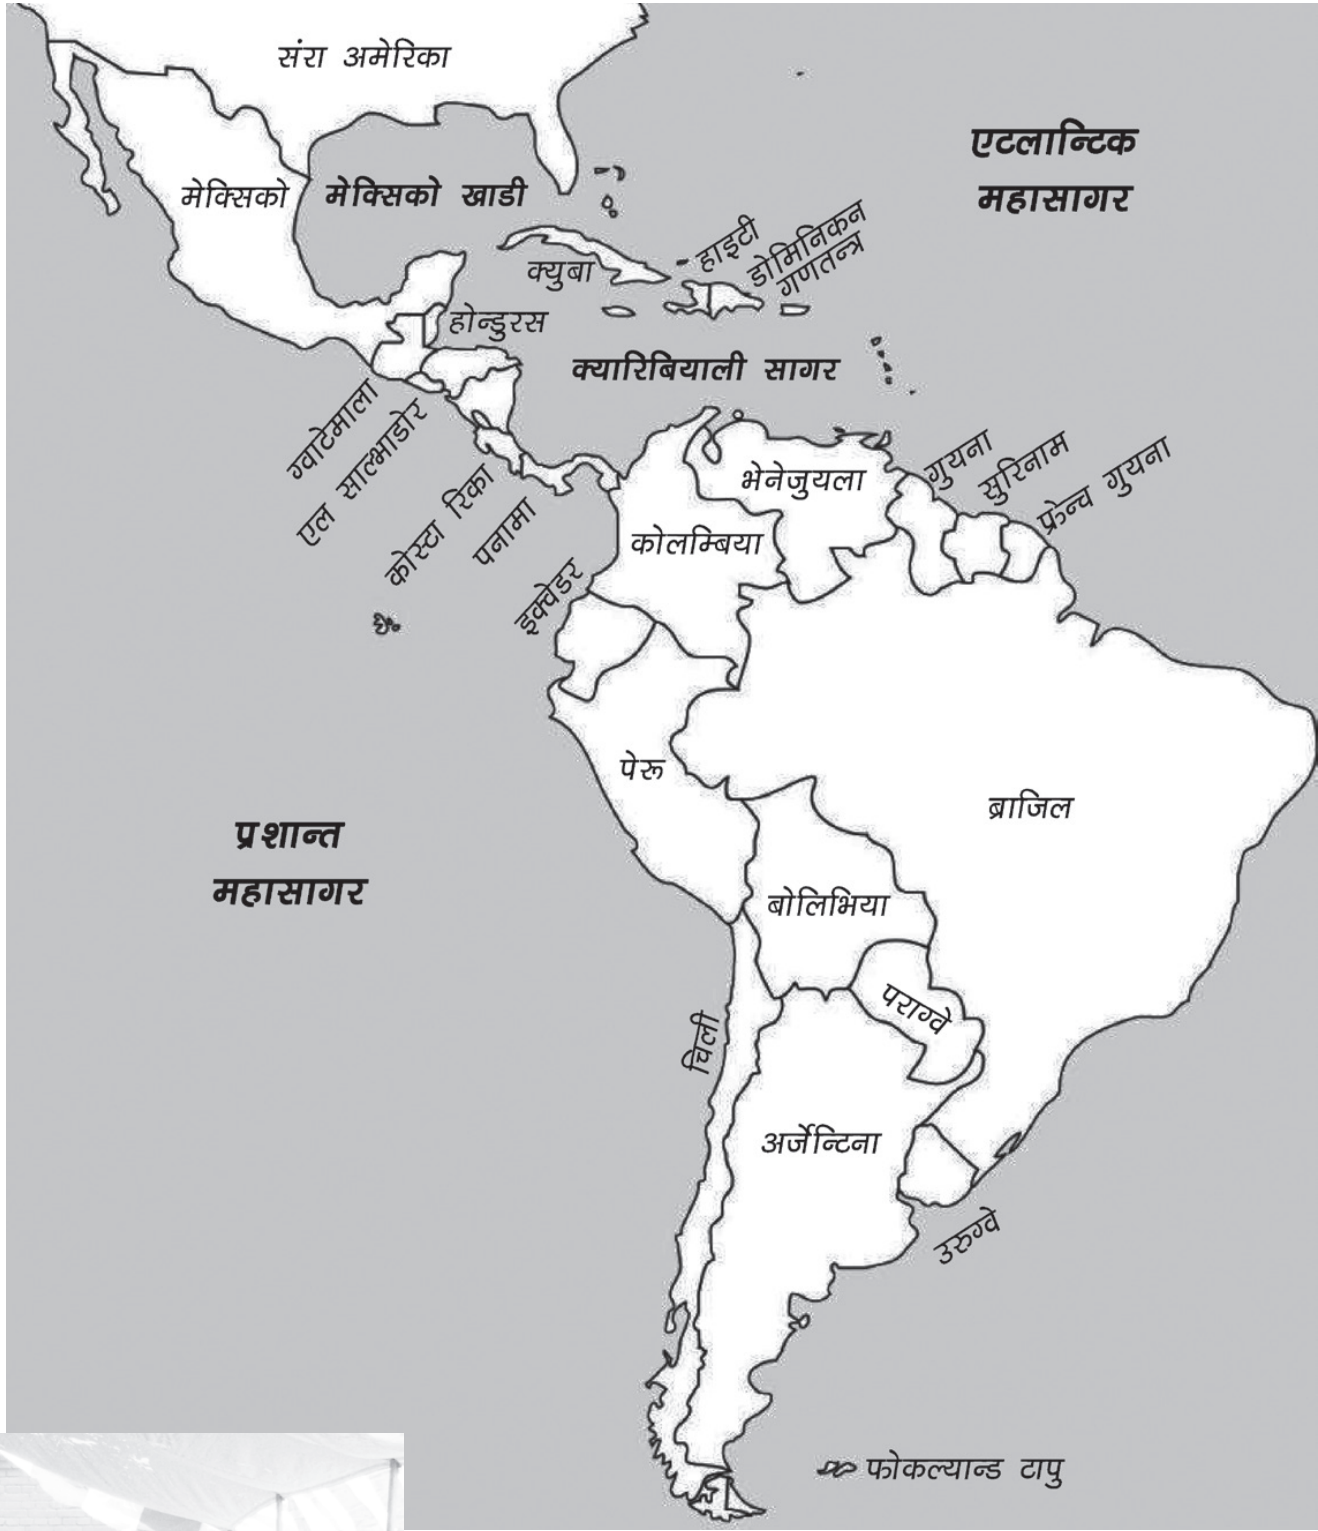 संरा अमेरिका
एटलान्टिक
महासागर
मेक्सिको
मेक्सिको खाडी
क्युबा
हाइटी
डोमिनिकन
गणतन्त्र
होन्डुरस
क्यारिबियाली सागर
ग्वाटेमाला
एल साल्भाडोर
कोस्टा रिका
पनामा
भेनेजुयला
गुयना
सुरिनाम
फ्रेन्च गुयना
कोलम्बिया
इक्वेडर
पेरू
ब्राजिल
प्रशान्त
महासागर
बोलिभिया
पराग्वे
चिली
अर्जेन्टिना
उरुग्वे
फोकल्यान्ड टापु